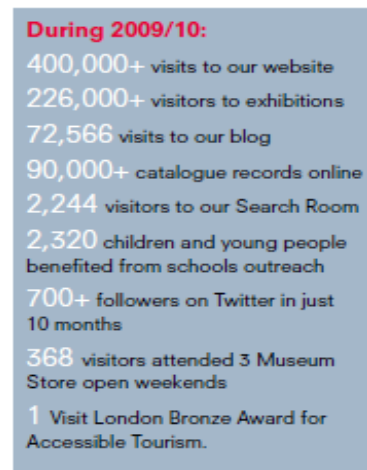 During 2009/10:
400,000+ visits to our website
226,000+ visitors to exhibitions
72,566 visits to our blog
90,000+ catalogue records online
2,244 visitors to our Search Room
2,320 children and young people
benefited from schools outreach
700+ followers on Twitter in just
10 months
368 visitors attended 3 Museum
Store open weekends
1 Visit London Bronze Award for
Accessible Tourism.